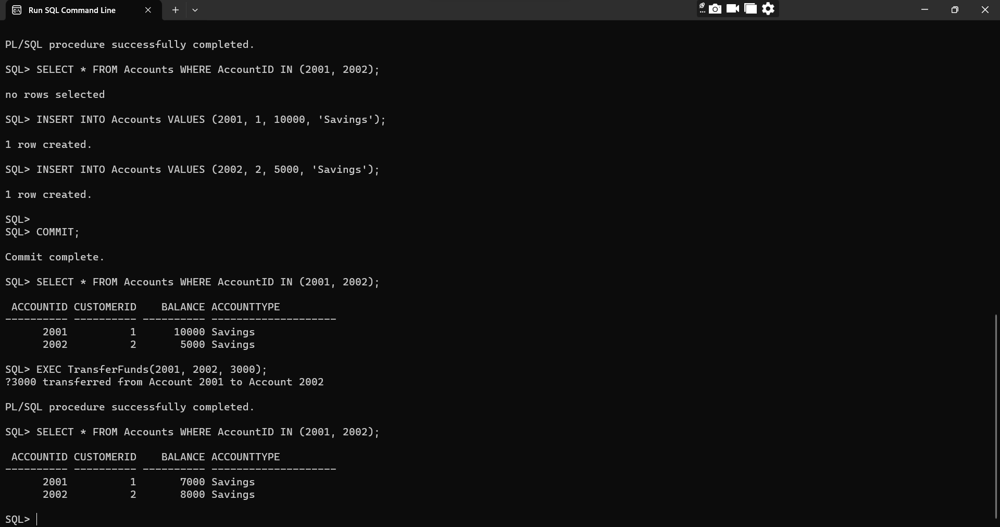 Run SQL Command Line
PL/SQL procedure successfully completed.
SQL> SELECT * FROM Accounts WHERE AccountID IN (2001, 2002);
no rows selected
SQL> INSERT INTO Accounts VALUES (2001, 1, 10000, 'Savings');
1 row created.
SQL> INSERT INTO Accounts VALUES (2002, 2, 5000, 'Savings');
1 row created.
SQL>
SQL> COMMIT;
Commit complete.
SQL> SELECT * FROM Accounts WHERE AccountID IN (2001, 2002);
 ACCOUNTID CUSTOMERID    BALANCE ACCOUNTTYPE
---------- ---------- ---------- --------------------
      2001          1      10000 Savings
      2002          2       5000 Savings
SQL> EXEC TransferFunds(2001, 2002, 3000);
?3000 transferred from Account 2001 to Account 2002
PL/SQL procedure successfully completed.
SQL> SELECT * FROM Accounts WHERE AccountID IN (2001, 2002);
 ACCOUNTID CUSTOMERID    BALANCE ACCOUNTTYPE
---------- ---------- ---------- --------------------
      2001          1       7000 Savings
      2002          2       8000 Savings
SQL>